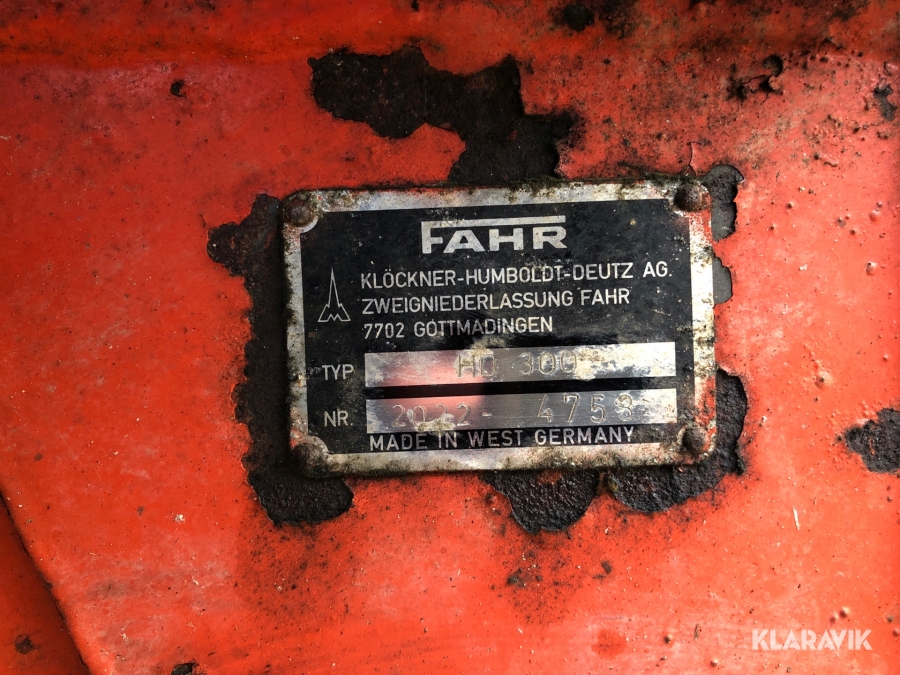 FAHR
KLÖCKNER-HUMBOLDT-DEUTZ AG.
ZWEIGNIEDERLASSUNG FAHR
7702 GOTTMADINGEN
TYP HD 300
NR. 2022- 4758
MADE IN WEST GERMANY
KLARAVIK